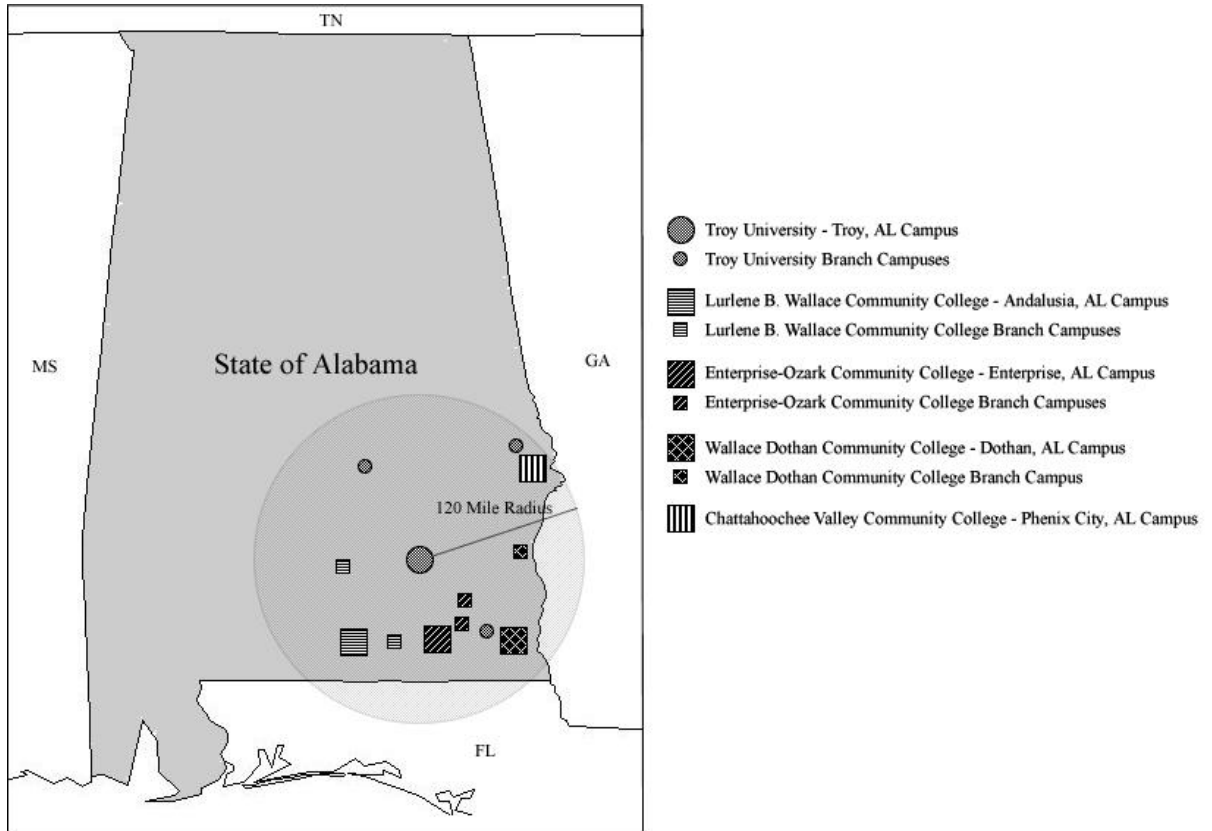 TN
MS
State of Alabama
GA
120 Mile Radius
FL
Troy University - Troy, AL Campus
Troy University Branch Campuses
Lurlene B. Wallace Community College - Andalusia, AL Campus
Lurlene B. Wallace Community College Branch Campuses
Enterprise-Ozark Community College - Enterprise, AL Campus
Enterprise-Ozark Community College Branch Campuses
Wallace Dothan Community College - Dothan, AL Campus
Wallace Dothan Community College Branch Campus
Chattahoochee Valley Community College - Phenix City, AL Campus